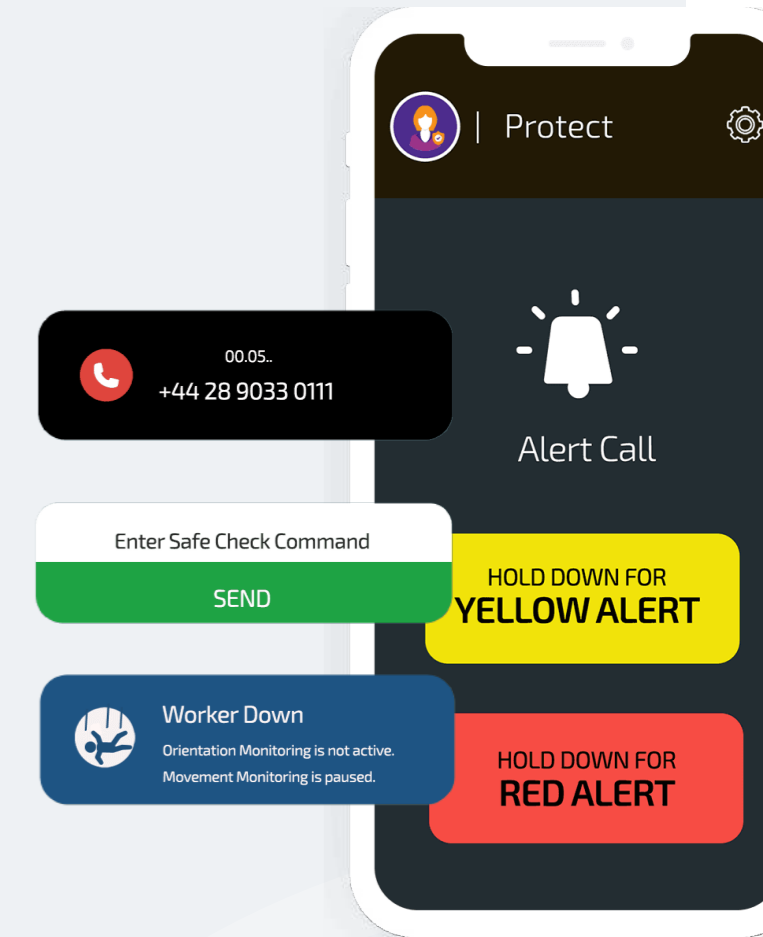 | Protect
00.05..
+44 28 9033 0111
Alert Call
Enter Safe Check Command
SEND
HOLD DOWN FOR
YELLOW ALERT
Worker Down
Orientation Monitoring is not active.
Movement Monitoring is paused.
HOLD DOWN FOR
RED ALERT